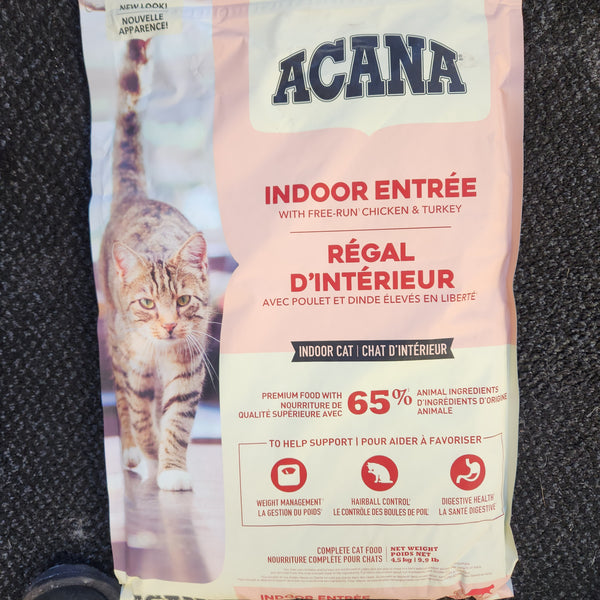 NEW LOOK!
NOUVELLE
APPARENCE!
ACANA
INDOOR ENTRÉE
WITH FREE-RUN CHICKEN & TURKEY
RÉGAL
D'INTÉRIEUR
AVEC POULET ET DINDE ÉLEVÉS EN LIBERTÉ
INDOOR CAT | CHAT D'INTÉRIEUR
PREMIUM FOOD WITH
NOURRITURE DE
QUALITÉ SUPÉRIEURE AVEC
65%
ANIMAL INGREDIENTS
D'INGRÉDIENTS D'ORIGINE
ANIMALE
TO HELP SUPPORT | POUR AIDER À FAVORISER
WEIGHT MANAGEMENT
LA GESTION DU POIDS
HAIRBALL CONTROL
LE CONTRÔLE DES BOULES DE POIL
DIGESTIVE HEALTH
LA SANTÉ DIGESTIVE
COMPLETE CAT FOOD
NOURRITURE COMPLÈTE POUR CHATS
NET WEIGHT
POIDS NET
4,5 kg | 9,9 lb
ACANA
INDOOR ENTRÉE